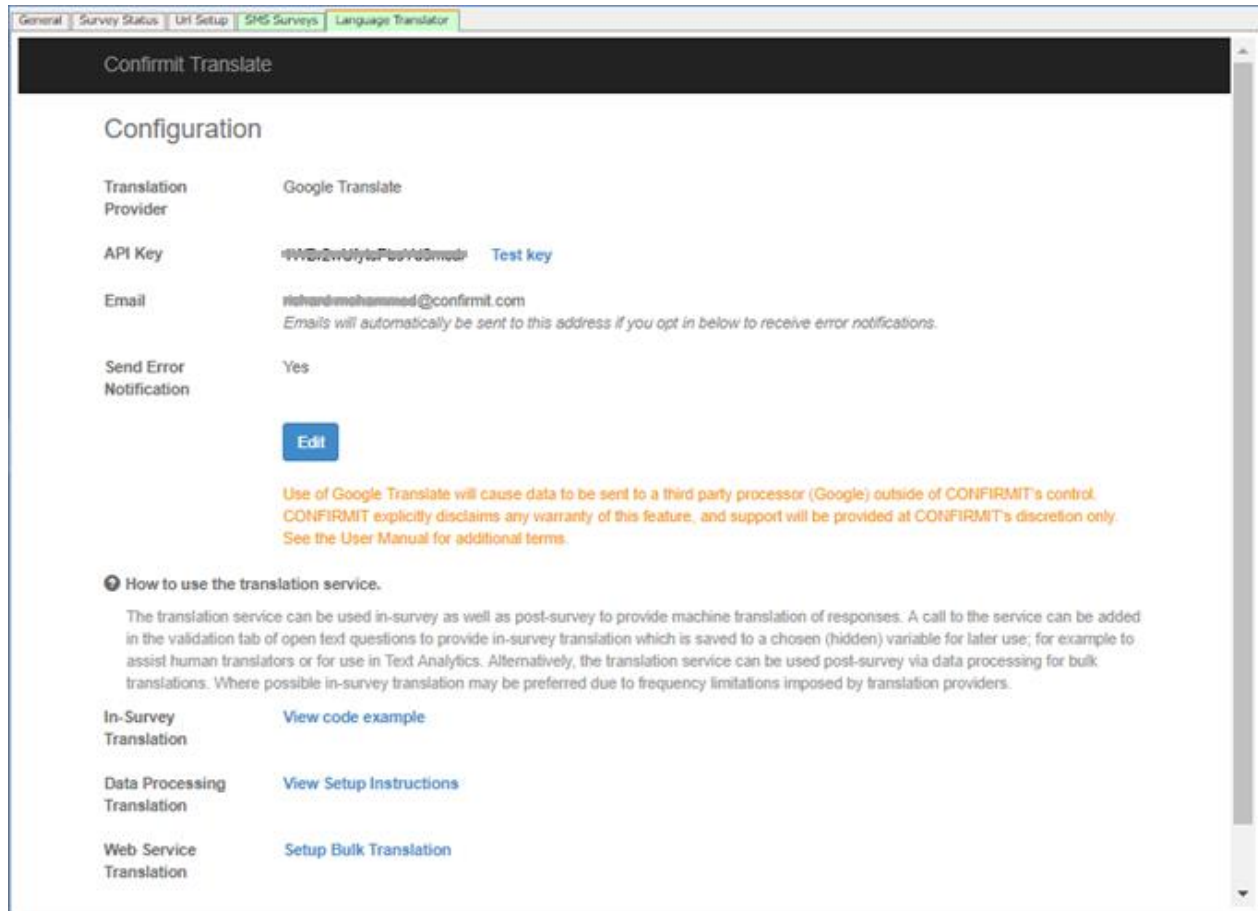 General Survey Status Url Setup SMS Surveys Language Translator
Confirmit Translate
Configuration
Translation
Provider
Google Translate
API Key
Test key
Email
@confirmit.com
Emails will automatically be sent to this address if you opt in below to receive error notifications.
Send Error
Notification
Yes
Edit
Use of Google Translate will cause data to be sent to a third party processor (Google) outside of CONFIRMIT's control.
CONFIRMIT explicitly disclaims any warranty of this feature, and support will be provided at CONFIRMIT's discretion only.
See the User Manual for additional terms.
How to use the translation service.
The translation service can be used in-survey as well as post-survey to provide machine translation of responses. A call to the service can be added
in the validation tab of open text questions to provide in-survey translation which is saved to a chosen (hidden) variable for later use; for example to
assist human translators or for use in Text Analytics. Alternatively, the translation service can be used post-survey via data processing for bulk
translations. Where possible in-survey translation may be preferred due to frequency limitations imposed by translation providers.
In-Survey
Translation
View code example
Data Processing
Translation
View Setup Instructions
Web Service
Translation
Setup Bulk Translation